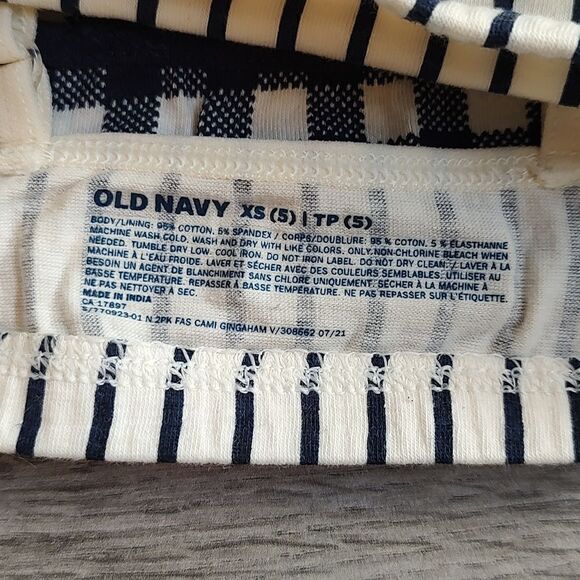 OLD NAVY XS (5) | TP (5)
BODY/LINING: 95% COTTON, 5% SPANDEX / CORPS/DOUBLURE: 95 % COTON, 5 % ÉLASTHANNE
MACHINE WASH COLD. WASH AND DRY WITH LIKE COLORS. ONLY NON-CHLORINE BLEACH WHEN
NEEDED. TUMBLE DRY LOW. COOL IRON. DO NOT IRON LABEL. DO NOT DRY CLEAN. / LAVER À LA
MACHINE À L'EAU FROIDE. LAVER ET SÉCHER AVEC DES COULEURS SEMBLABLES. UTILISER AU
BESOIN UN AGENT DE BLANCHIMENT SANS CHLORE UNIQUEMENT. SÉCHER À LA MACHINE À
BASSE TEMPÉRATURE. REPASSER À BASSE TEMPÉRATURE. NE PAS REPASSER SUR L'ÉTIQUETTE.
NE PAS NETTOYER À SEC.
MADE IN INDIA
CA 17897
S/770923-01 N 2PK FAS CAMI GINGAHAM V/308662 07/21